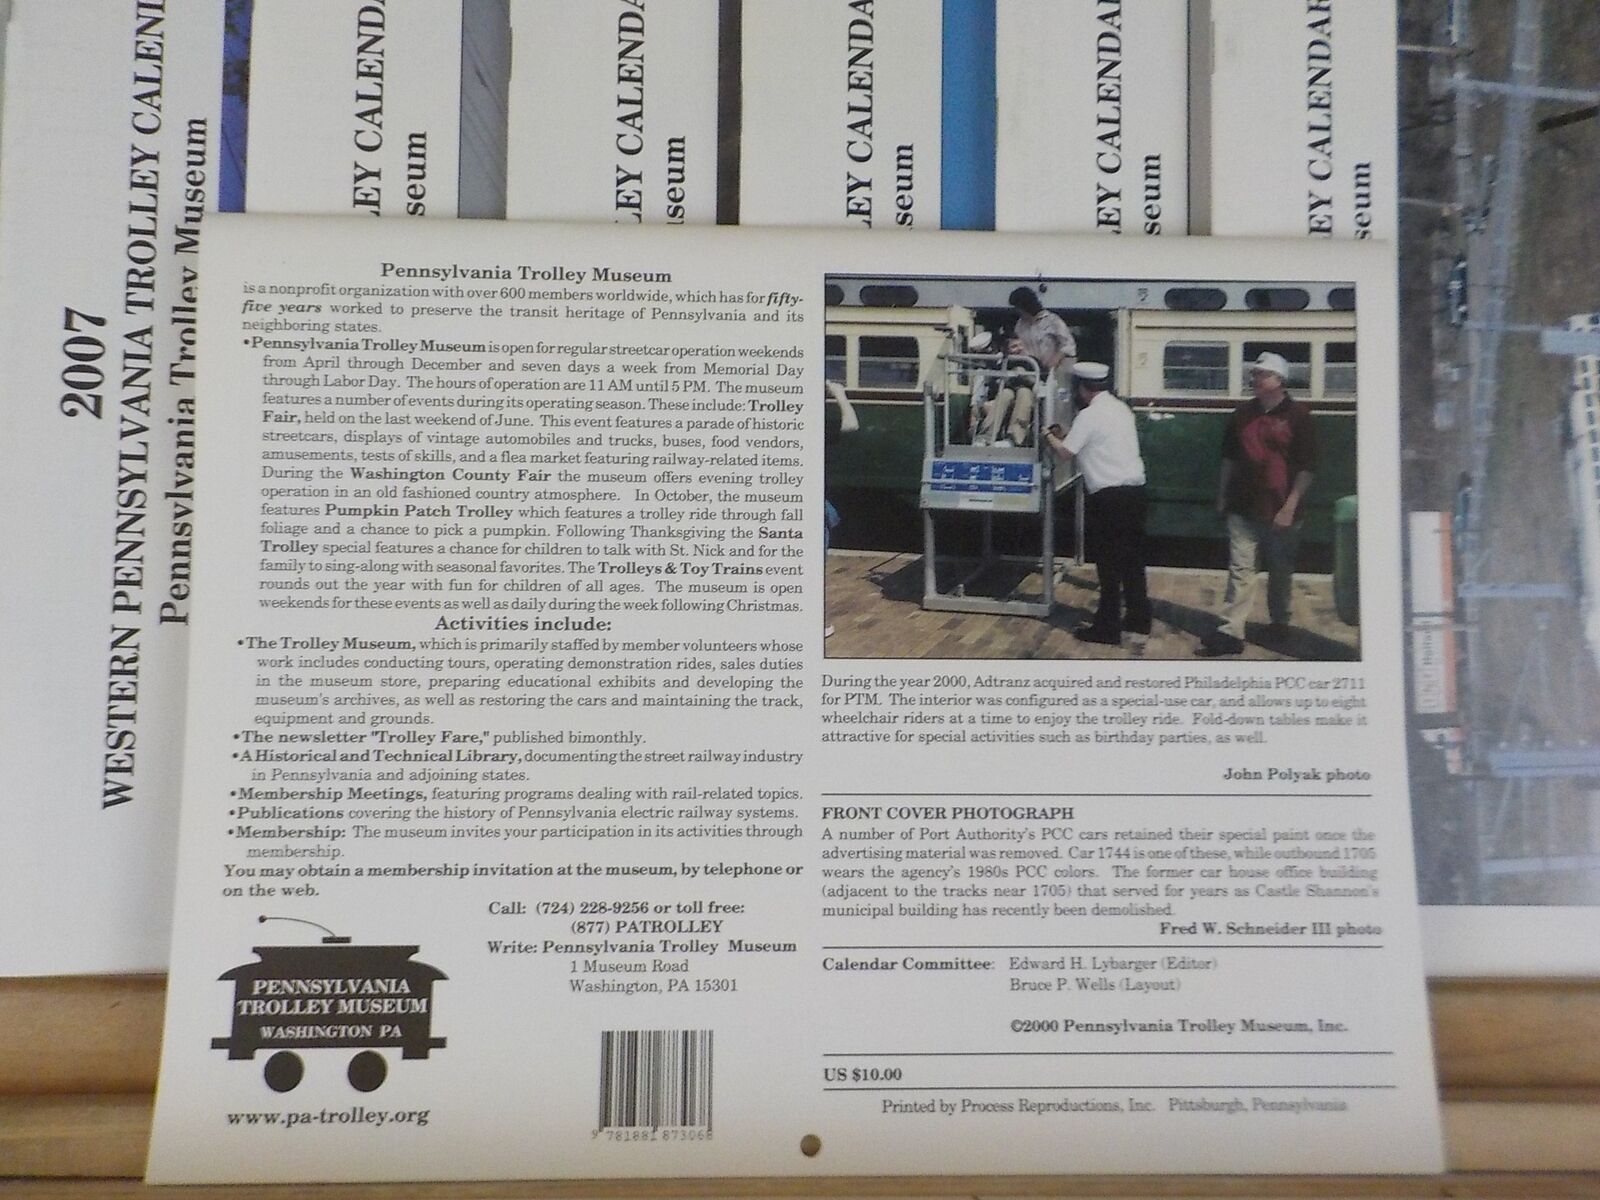 2007
WESTERN PENNSYLVANIA TROLLEY CALEND
Pennsylvania Trolley Museum
LEY CALENDA
seum
LEY CALENDA
useum
LEY CALENDA
seum
LEY CALENDAR
seum
EY CALENDAR
seum
Pennsylvania Trolley Museum
is a nonprofit organization with over 600 members worldwide, which has for fifty-
five years worked to preserve the transit heritage of Pennsylvania and its
neighboring states.
•Pennsylvania Trolley Museum is open for regular streetcar operation weekends
from April through December and seven days a week from Memorial Day
through Labor Day. The hours of operation are 11 AM until 5 PM. The museum
features a number of events during its operating season. These include: Trolley
Fair, held on the last weekend of June. This event features a parade of historic
streetcars, displays of vintage automobiles and trucks, buses, food vendors,
amusements, tests of skills, and a flea market featuring railway-related items.
During the Washington County Fair the museum offers evening trolley
operation in an old fashioned country atmosphere. In October, the museum
features Pumpkin Patch Trolley which features a trolley ride through fall
foliage and a chance to pick a pumpkin. Following Thanksgiving the Santa
Trolley special features a chance for children to talk with St. Nick and for the
family to sing-along with seasonal favorites. The Trolleys & Toy Trains event
rounds out the year with fun for children of all ages. The museum is open
weekends for these events as well as daily during the week following Christmas.
Activities include:
•The Trolley Museum, which is primarily staffed by member volunteers whose
work includes conducting tours, operating demonstration rides, sales duties
in the museum store, preparing educational exhibits and developing the
museum's archives, as well as restoring the cars and maintaining the track,
equipment and grounds.
•The newsletter "Trolley Fare," published bimonthly.
•A Historical and Technical Library, documenting the street railway industry
in Pennsylvania and adjoining states.
•Membership Meetings, featuring programs dealing with rail-related topics.
•Publications covering the history of Pennsylvania electric railway systems.
•Membership: The museum invites your participation in its activities through
membership.
You may obtain a membership invitation at the museum, by telephone or
on the web.
Call: (724) 228-9256 or toll free:
(877) PATROLLEY
Write: Pennsylvania Trolley Museum
1 Museum Road
Washington, PA 15301
PENNSYLVANIA
TROLLEY MUSEUM
WASHINGTON PA
www.pa-trolley.org
9 781881 873068
During the year 2000, Adtranz acquired and restored Philadelphia PCC car 2711
for PTM. The interior was configured as a special-use car, and allows up to eight
wheelchair riders at a time to enjoy the trolley ride. Fold-down tables make it
attractive for special activities such as birthday parties, as well.
John Polyak photo
FRONT COVER PHOTOGRAPH
A number of Port Authority's PCC cars retained their special paint once the
advertising material was removed. Car 1744 is one of these, while outbound 1705
wears the agency's 1980s PCC colors. The former car house office building
(adjacent to the tracks near 1705) that served for years as Castle Shannon's
municipal building has recently been demolished.
Fred W. Schneider III photo
Calendar Committee: Edward H. Lybarger (Editor)
Bruce P. Wells (Layout)
©2000 Pennsylvania Trolley Museum, Inc.
US $10.00
Printed by Process Reproductions, Inc. Pittsburgh, Pennsylvania